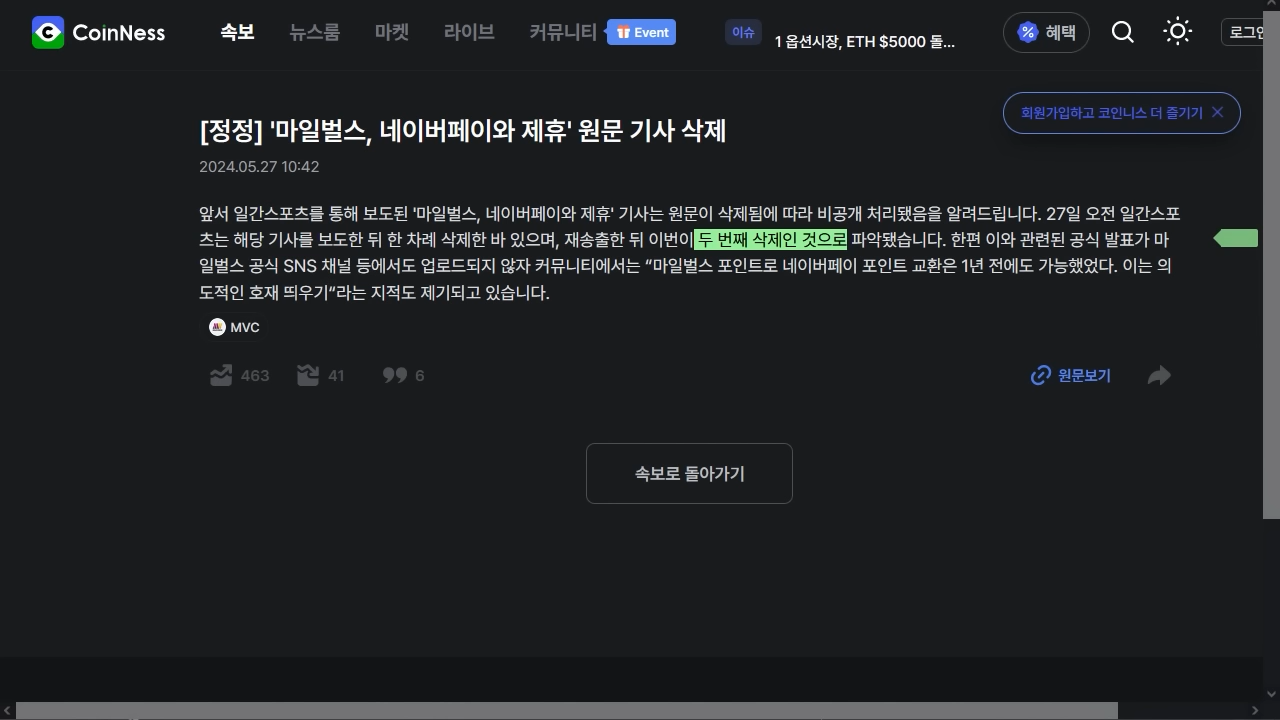 CoinNess
속보 뉴스룸 마켓 라이브 커뮤니티 Event 이슈 1 옵션시장, ETH $5000 돌... 혜택 로그인
회원가입하고 코인니스 더 즐기기
[정정] '마일벌스, 네이버페이와 제휴' 원문 기사 삭제
2024.05.27 10:42
앞서 일간스포츠를 통해 보도된 '마일벌스, 네이버페이와 제휴' 기사는 원문이 삭제됨에 따라 비공개 처리됐음을 알려드립니다. 27일 오전 일간스포
츠는 해당 기사를 보도한 뒤 한 차례 삭제한 바 있으며, 재송출한 뒤 이번이 두 번째 삭제인 것으로 파악됐습니다. 한편 이와 관련된 공식 발표가 마
일벌스 공식 SNS 채널 등에서도 업로드되지 않자 커뮤니티에서는 “마일벌스 포인트로 네이버페이 포인트 교환은 1년 전에도 가능했었다. 이는 의
도적인 호재 띄우기“라는 지적도 제기되고 있습니다.
MVC
463 41 6 원문보기
속보로 돌아가기